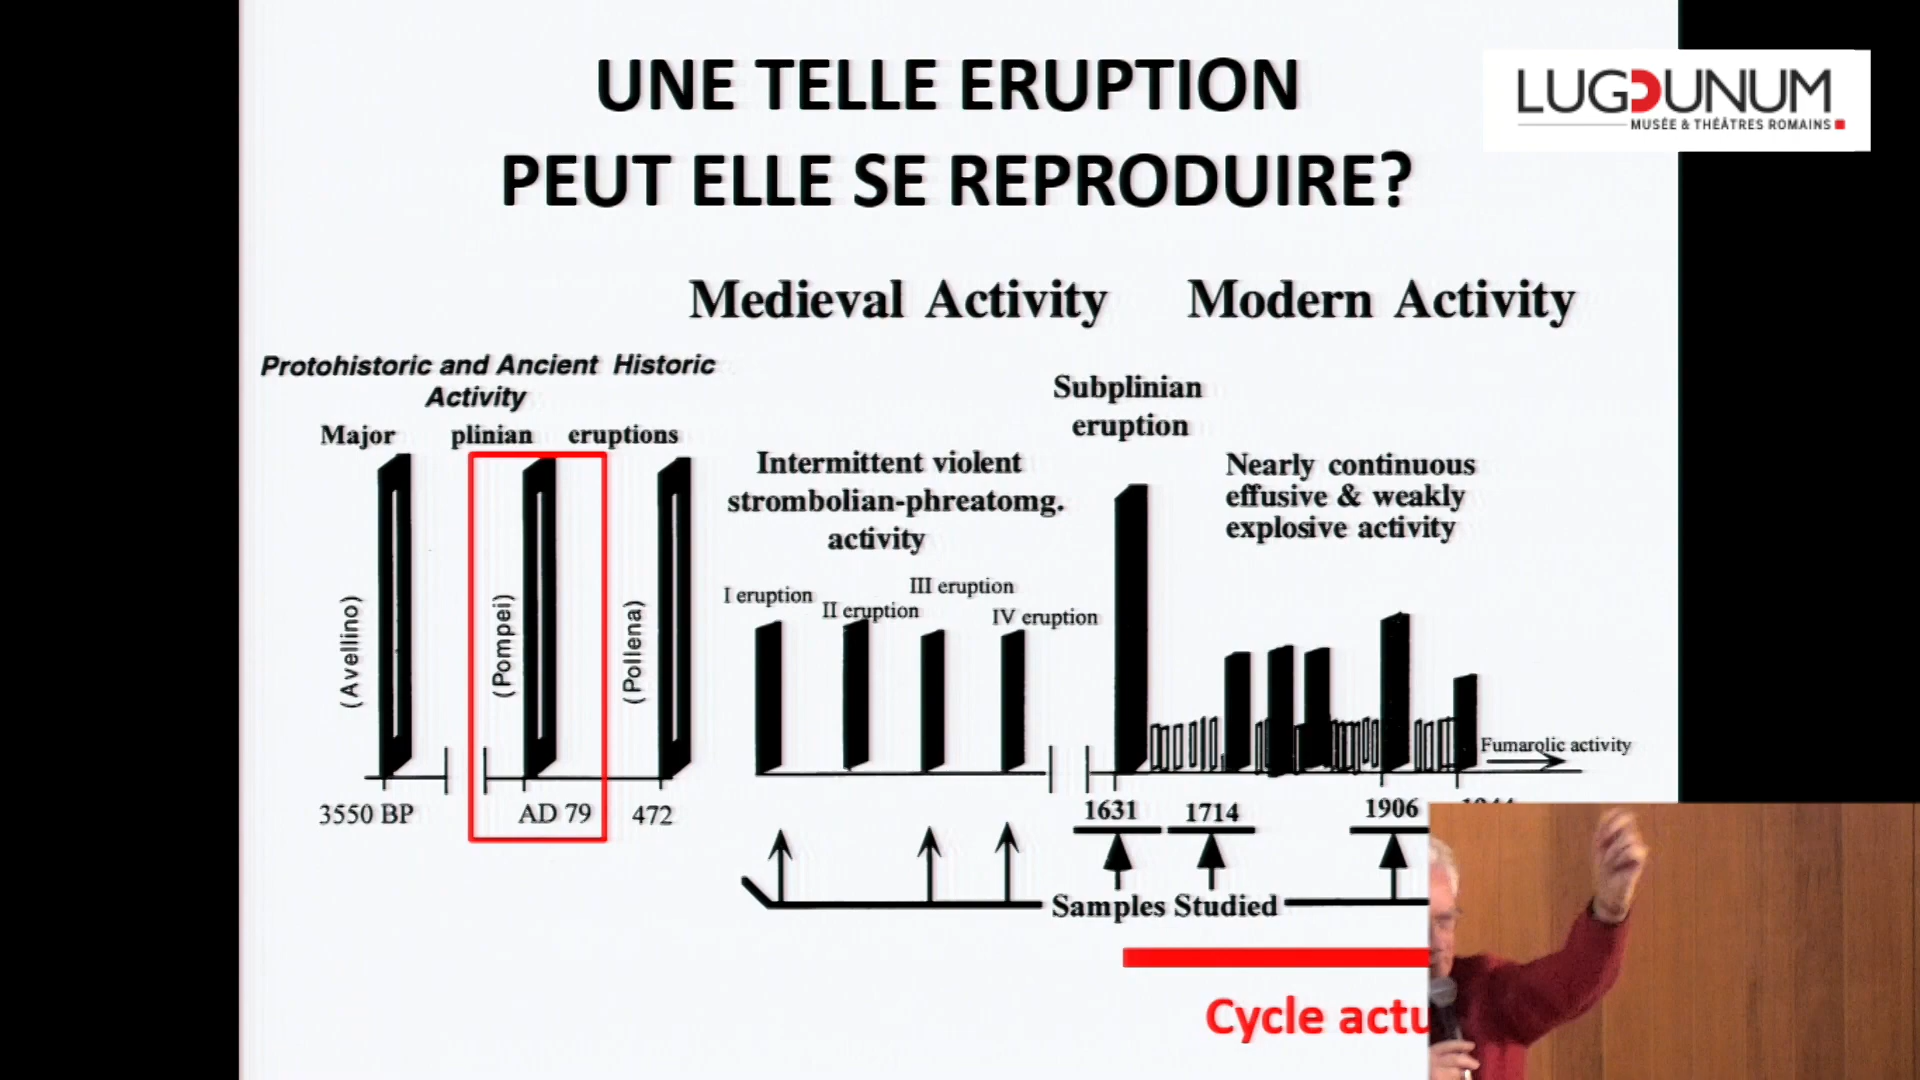 UNE TELLE ERUPTION
PEUT ELLE SE REPRODUIRE?
LUGDUNUM
MUSÉE & THÉÂTRES ROMAINS
Medieval Activity
Modern Activity
Protohistoric and Ancient Historic
Activity
Major plinian eruptions
Subplinian
eruption
Intermittent violent
strombolian-phreatomg.
activity
Nearly continuous
effusive & weakly
explosive activity
I eruption
II eruption
III eruption
IV eruption
(Avellino)
(Pompei)
(Pollena)
Fumarolic activity
3550 BP
AD 79
472
1631
1714
1906
Samples Studied
Cycle actu